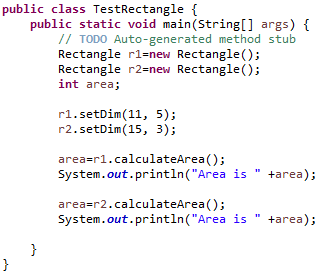 public class TestRectangle {
    public static void main(String[] args) {
        // TODO Auto-generated method stub
        Rectangle r1=new Rectangle();
        Rectangle r2=new Rectangle();
        int area;

        r1.setDim(11, 5);
        r2.setDim(15, 3);

        area=r1.calculateArea();
        System.out.println("Area is " +area);

        area=r2.calculateArea();
        System.out.println("Area is " +area);

    }
}